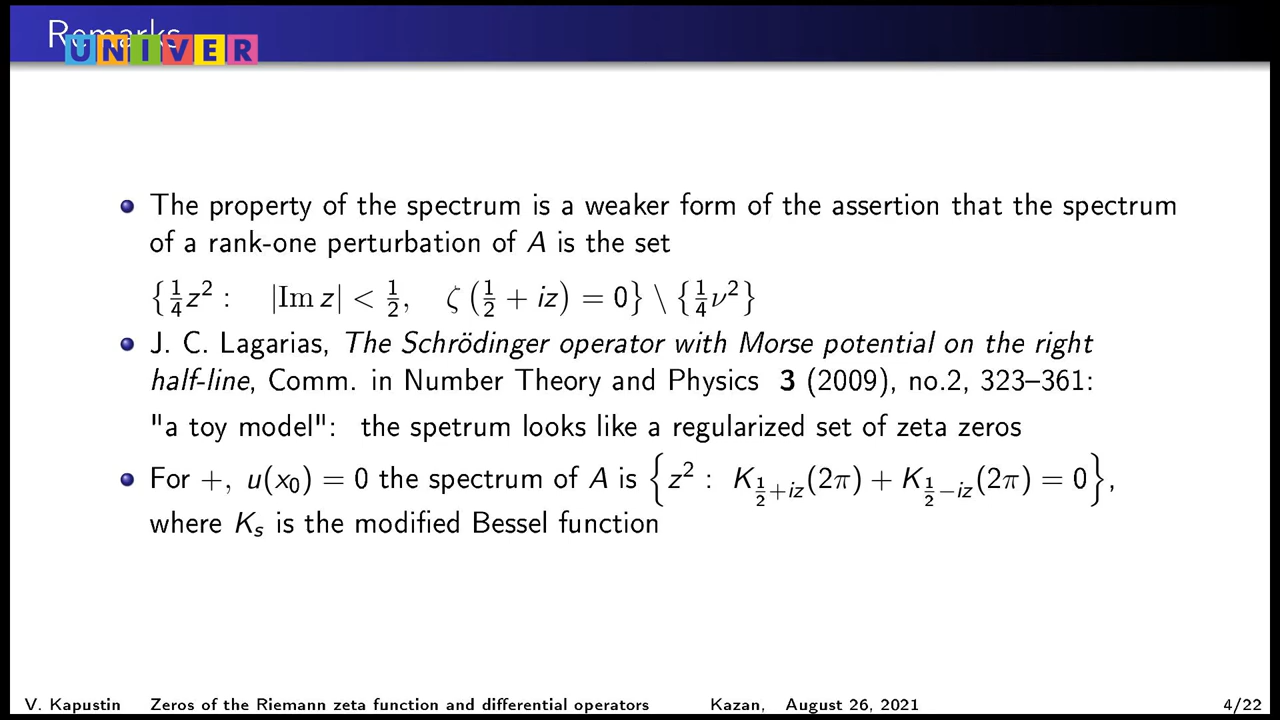 Remarks
UNIVER
The property of the spectrum is a weaker form of the assertion that the spectrum
of a rank-one perturbation of A is the set
{¼z² : |Im z| < ½, ζ(½ + iz) = 0} \ {¼ν²}
J. C. Lagarias, The Schrödinger operator with Morse potential on the right
half-line, Comm. in Number Theory and Physics 3 (2009), no.2, 323–361:
"a toy model": the spetrum looks like a regularized set of zeta zeros
For +, u(x₀) = 0 the spectrum of A is {z² : K_{½+iz}(2π) + K_{½−iz}(2π) = 0},
where Kₛ is the modified Bessel function
V. Kapustin Zeros of the Riemann zeta function and differential operators Kazan, August 26, 2021 4/22